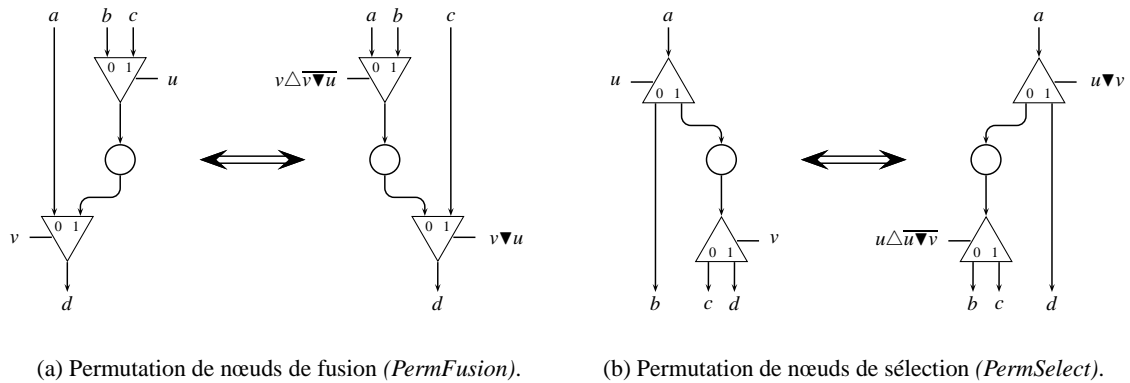 a b c a b c a a
0 1 u v△v▼u̅ 0 1 u 0 1 0 1 u▼v
v 0 1 0 1 v▼u 0 1 v u△u▼v̅ 0 1
d d b c d b c d
(a) Permutation de nœuds de fusion (PermFusion).
(b) Permutation de nœuds de sélection (PermSelect).